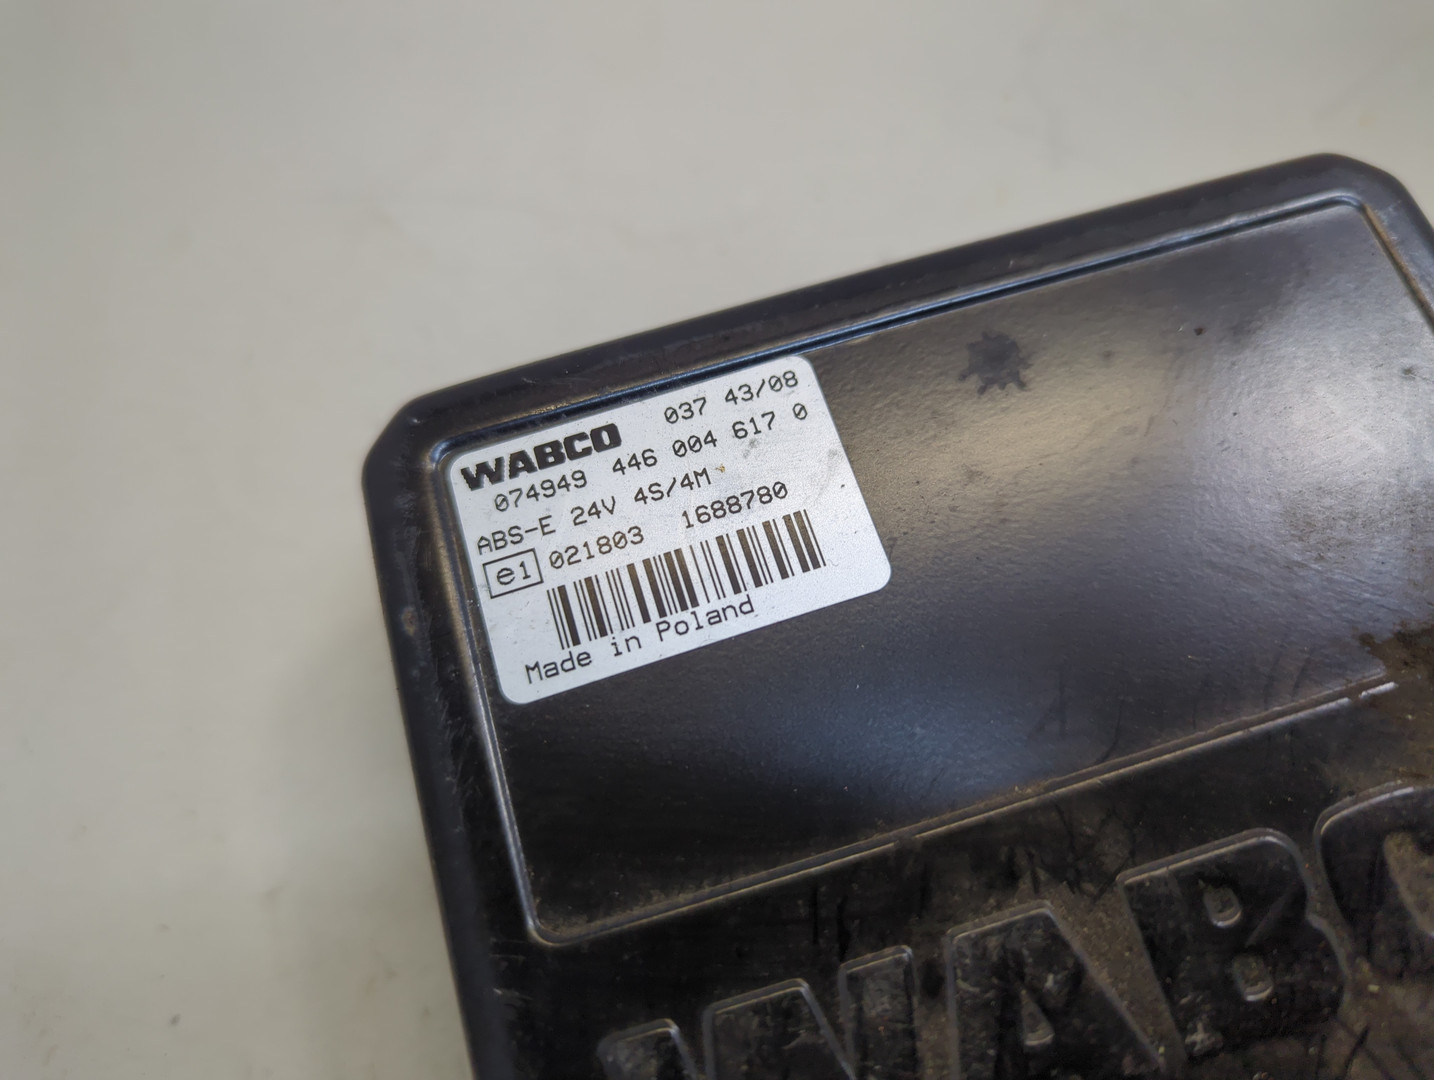 WABCO 037 43/08
074949 446 004 617 0
ABS-E 24V 4S/4M
e1 021803 1688780
Made in Poland
WABC